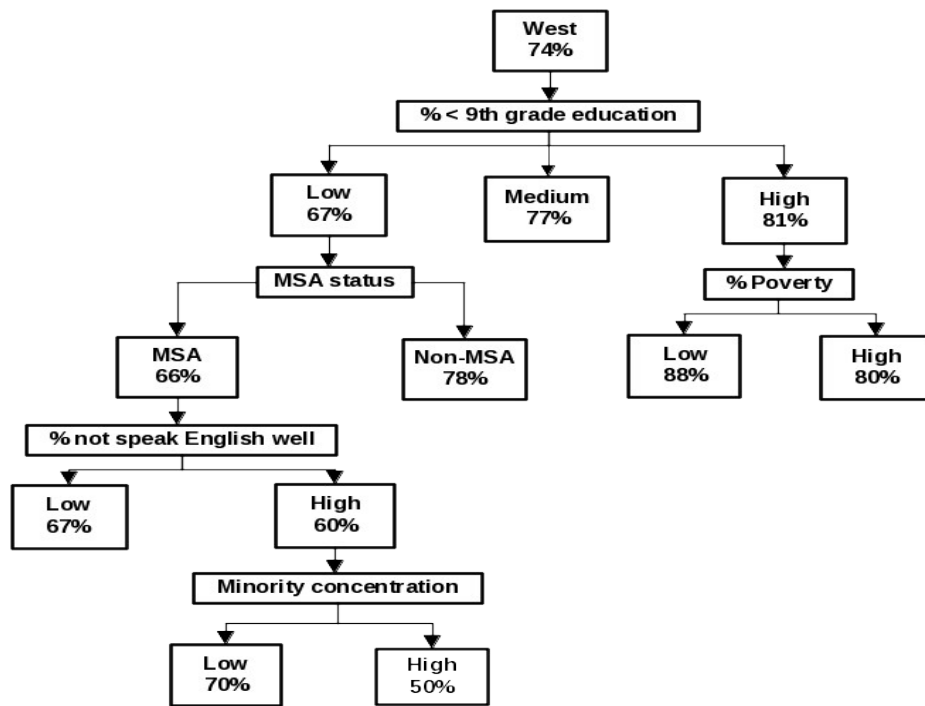 West
74%
% < 9th grade education
Low
67%
Medium
77%
High
81%
MSA status
% Poverty
MSA
66%
Non-MSA
78%
Low
88%
High
80%
% not speak English well
Low
67%
High
60%
Minority concentration
Low
70%
High
50%